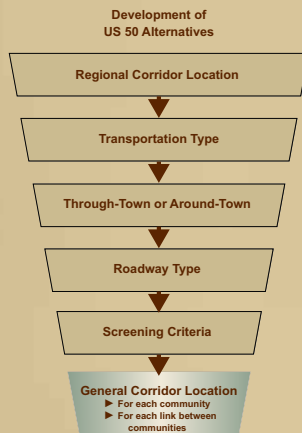 Development of
US 50 Alternatives
Regional Corridor Location
Transportation Type
Through-Town or Around-Town
Roadway Type
Screening Criteria
General Corridor Location
► For each community
► For each link between
communities